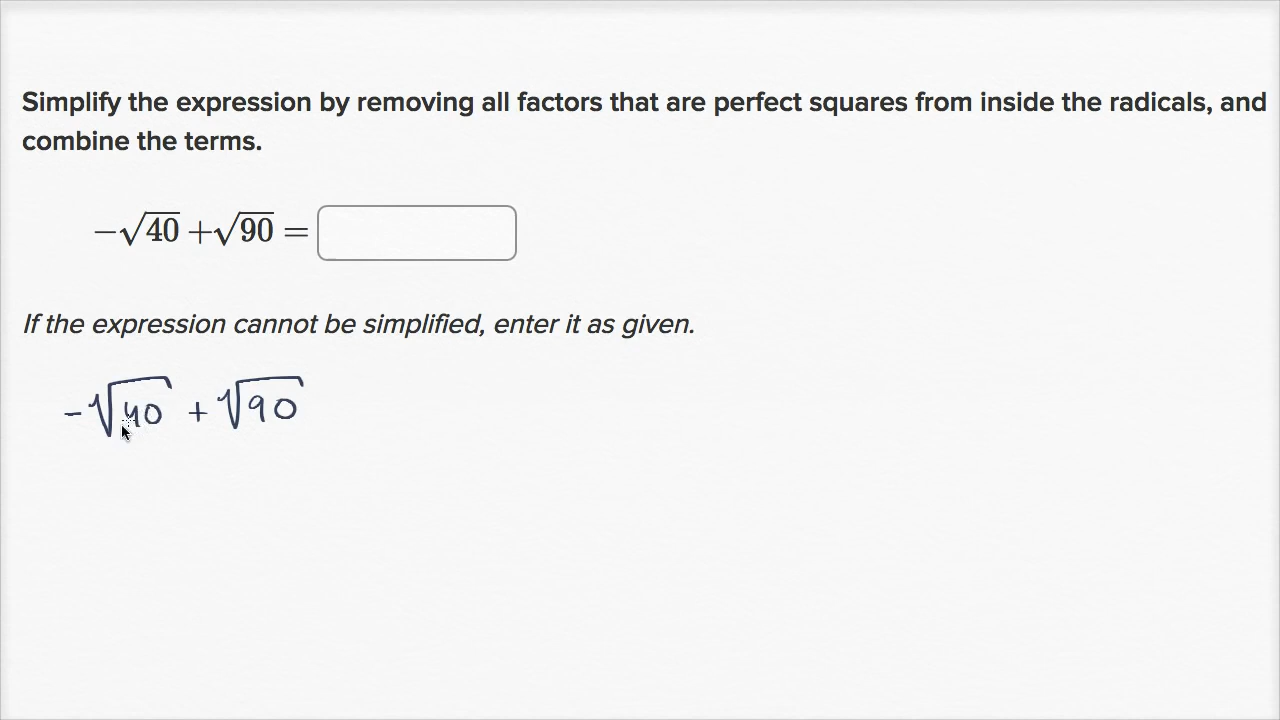 Simplify the expression by removing all factors that are perfect squares from inside the radicals, and
combine the terms.
−√40 +√90 =
If the expression cannot be simplified, enter it as given.
-√40 + √90